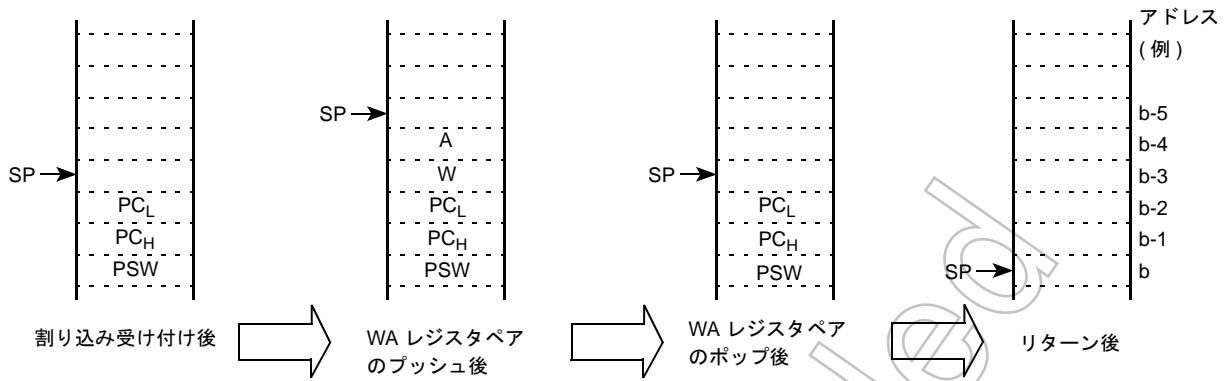 アドレス
(例)
SP
A
W
PCL
PCH
PSW
SP
PCL
PCH
PSW
SP
PCL
PCH
PSW
SP
b-5
b-4
b-3
b-2
b-1
b
割り込み受け付け後
WA レジスタペア
のプッシュ後
WA レジスタペア
のポップ後
リターン後